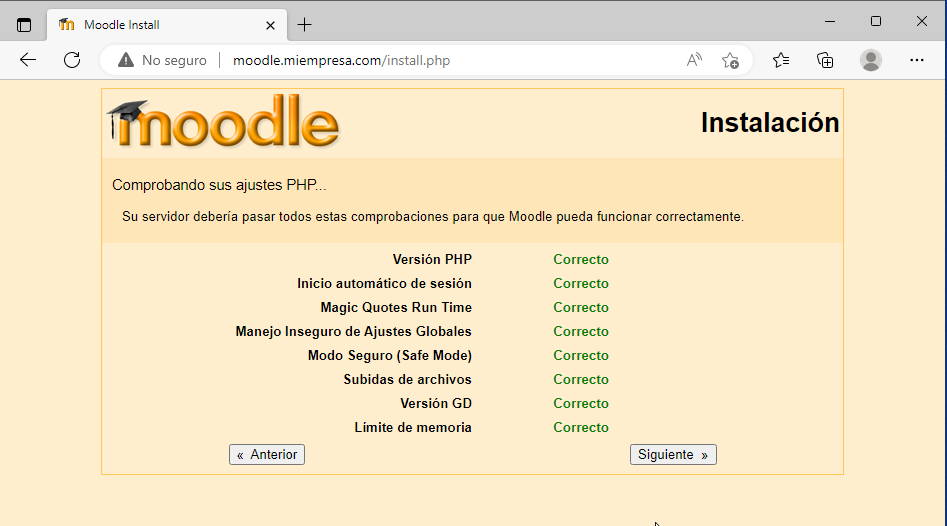 Moodle Install
No seguro
moodle.miempresa.com/install.php
moodle
Instalación
Comprobando sus ajustes PHP...
Su servidor debería pasar todos estas comprobaciones para que Moodle pueda funcionar correctamente.
Versión PHP Correcto
Inicio automático de sesión Correcto
Magic Quotes Run Time Correcto
Manejo Inseguro de Ajustes Globales Correcto
Modo Seguro (Safe Mode) Correcto
Subidas de archivos Correcto
Versión GD Correcto
Límite de memoria Correcto
« Anterior Siguiente »